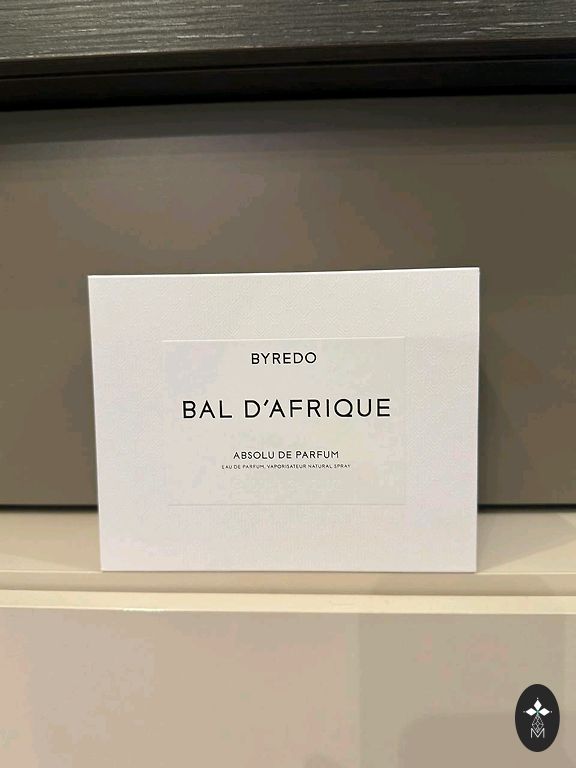 BYREDO
BAL D'AFRIQUE
ABSOLU DE PARFUM
EAU DE PARFUM, VAPORISATEUR NATURAL SPRAY
M